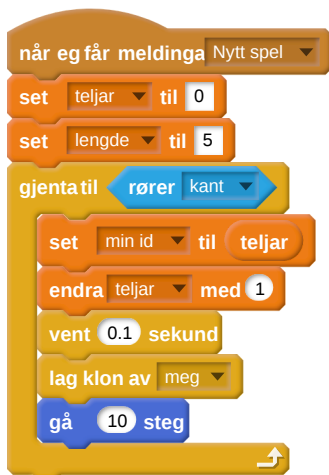 når eg får meldinga Nytt spel
set teljar til 0
set lengde til 5
gjenta til rører kant
set min id til teljar
endra teljar med 1
vent 0.1 sekund
lag klon av meg
gå 10 steg